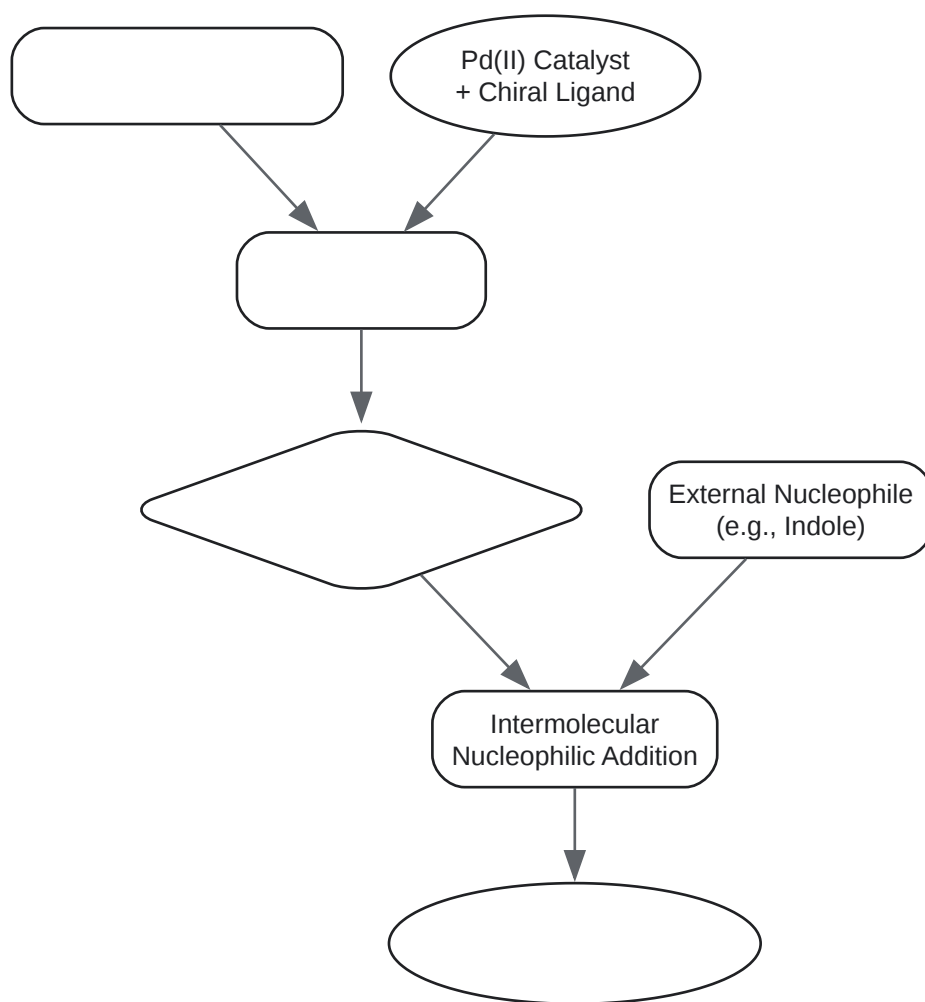 Pd(II) Catalyst
+ Chiral Ligand
External Nucleophile
(e.g., Indole)
Intermolecular
Nucleophilic Addition